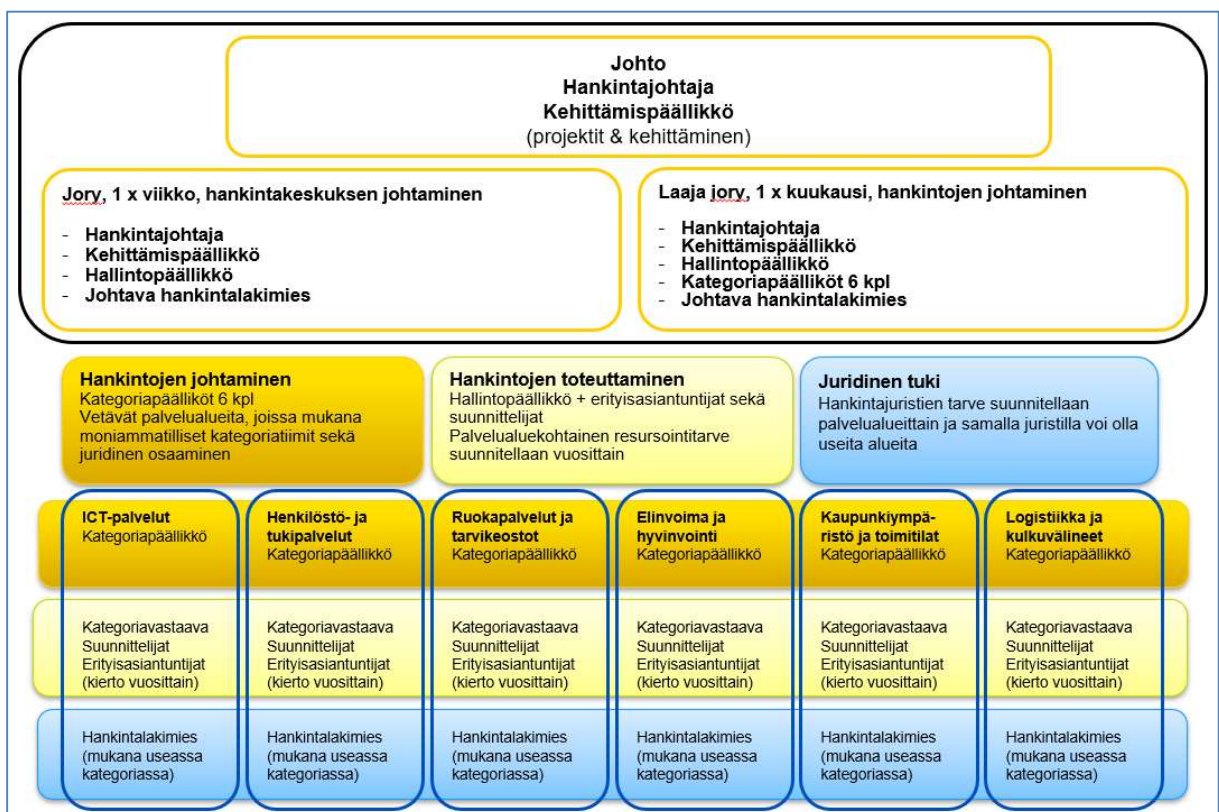 Johto
Hankintajohtaja
Kehittämispäällikkö
(projektit & kehittäminen)
Jory, 1 x viikko, hankintakeskuksen johtaminen
- Hankintajohtaja
- Kehittämispäällikkö
- Hallintopäällikkö
- Johtava hankintalakimies
Laaja jory, 1 x kuukausi, hankintojen johtaminen
- Hankintajohtaja
- Kehittämispäällikkö
- Hallintopäällikkö
- Kategoriapäälliköt 6 kpl
- Johtava hankintalakimies
Hankintojen johtaminen
Kategoriapäälliköt 6 kpl
Vetävät palvelualueita, joissa mukana
moniammatilliset kategoriatiimit sekä
juridinen osaaminen
Hankintojen toteuttaminen
Hallintopäällikkö + erityisasiantuntijat sekä
suunnittelijat
Palvelualuekohtainen resursointitarve
suunnitellaan vuosittain
Juridinen tuki
Hankintajuristien tarve suunnitellaan
palvelualueittain ja samalla juristilla voi olla
useita alueita
ICT-palvelut
Kategoriapäällikkö
Henkilöstö- ja
tukipalvelut
Kategoriapäällikkö
Ruokapalvelut ja
tarvikeostot
Kategoriapäällikkö
Elinvoima ja
hyvinvointi
Kategoriapäällikkö
Kaupunkiympä-
ristö ja toimitilat
Kategoriapäällikkö
Logistiikka ja
kulkuvälineet
Kategoriapäällikkö
Kategoriavastaava
Suunnittelijat
Erityisasiantuntijat
(kierto vuosittain)
Kategoriavastaava
Suunnittelijat
Erityisasiantuntijat
(kierto vuosittain)
Kategoriavastaava
Suunnittelijat
Erityisasiantuntijat
(kierto vuosittain)
Kategoriavastaava
Suunnittelijat
Erityisasiantuntijat
(kierto vuosittain)
Kategoriavastaava
Suunnittelijat
Erityisasiantuntijat
(kierto vuosittain)
Kategoriavastaava
Suunnittelijat
Erityisasiantuntijat
(kierto vuosittain)
Hankintalakimies
(mukana useassa
kategoriassa)
Hankintalakimies
(mukana useassa
kategoriassa)
Hankintalakimies
(mukana useassa
kategoriassa)
Hankintalakimies
(mukana useassa
kategoriassa)
Hankintalakimies
(mukana useassa
kategoriassa)
Hankintalakimies
(mukana useassa
kategoriassa)